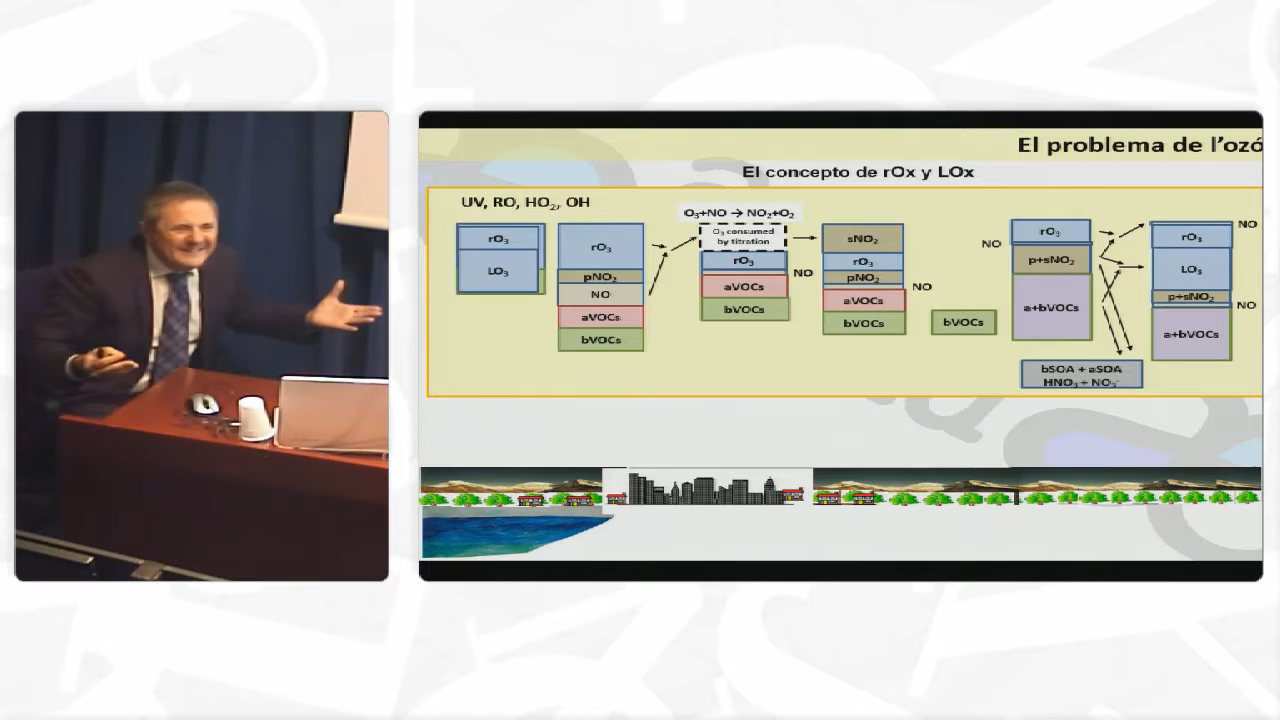 El problema de l'ozó
El concepto de rOx y LOx
UV, RO, HO₂, OH
rO₃
LO₃
rO₃
pNO₂
NO
aVOCs
bVOCs
O₃+NO → NO₂+O₂
O₃ consumed
by titration
rO₃
NO
aVOCs
bVOCs
sNO₂
rO₃
pNO₂
aVOCs
NO
bVOCs
bVOCs
NO
rO₃
p+sNO₂
a+bVOCs
bSOA + aSOA
HNO₃ + NO₃⁻
NO
rO₃
LO₃
p+sNO₂
NO
a+bVOCs